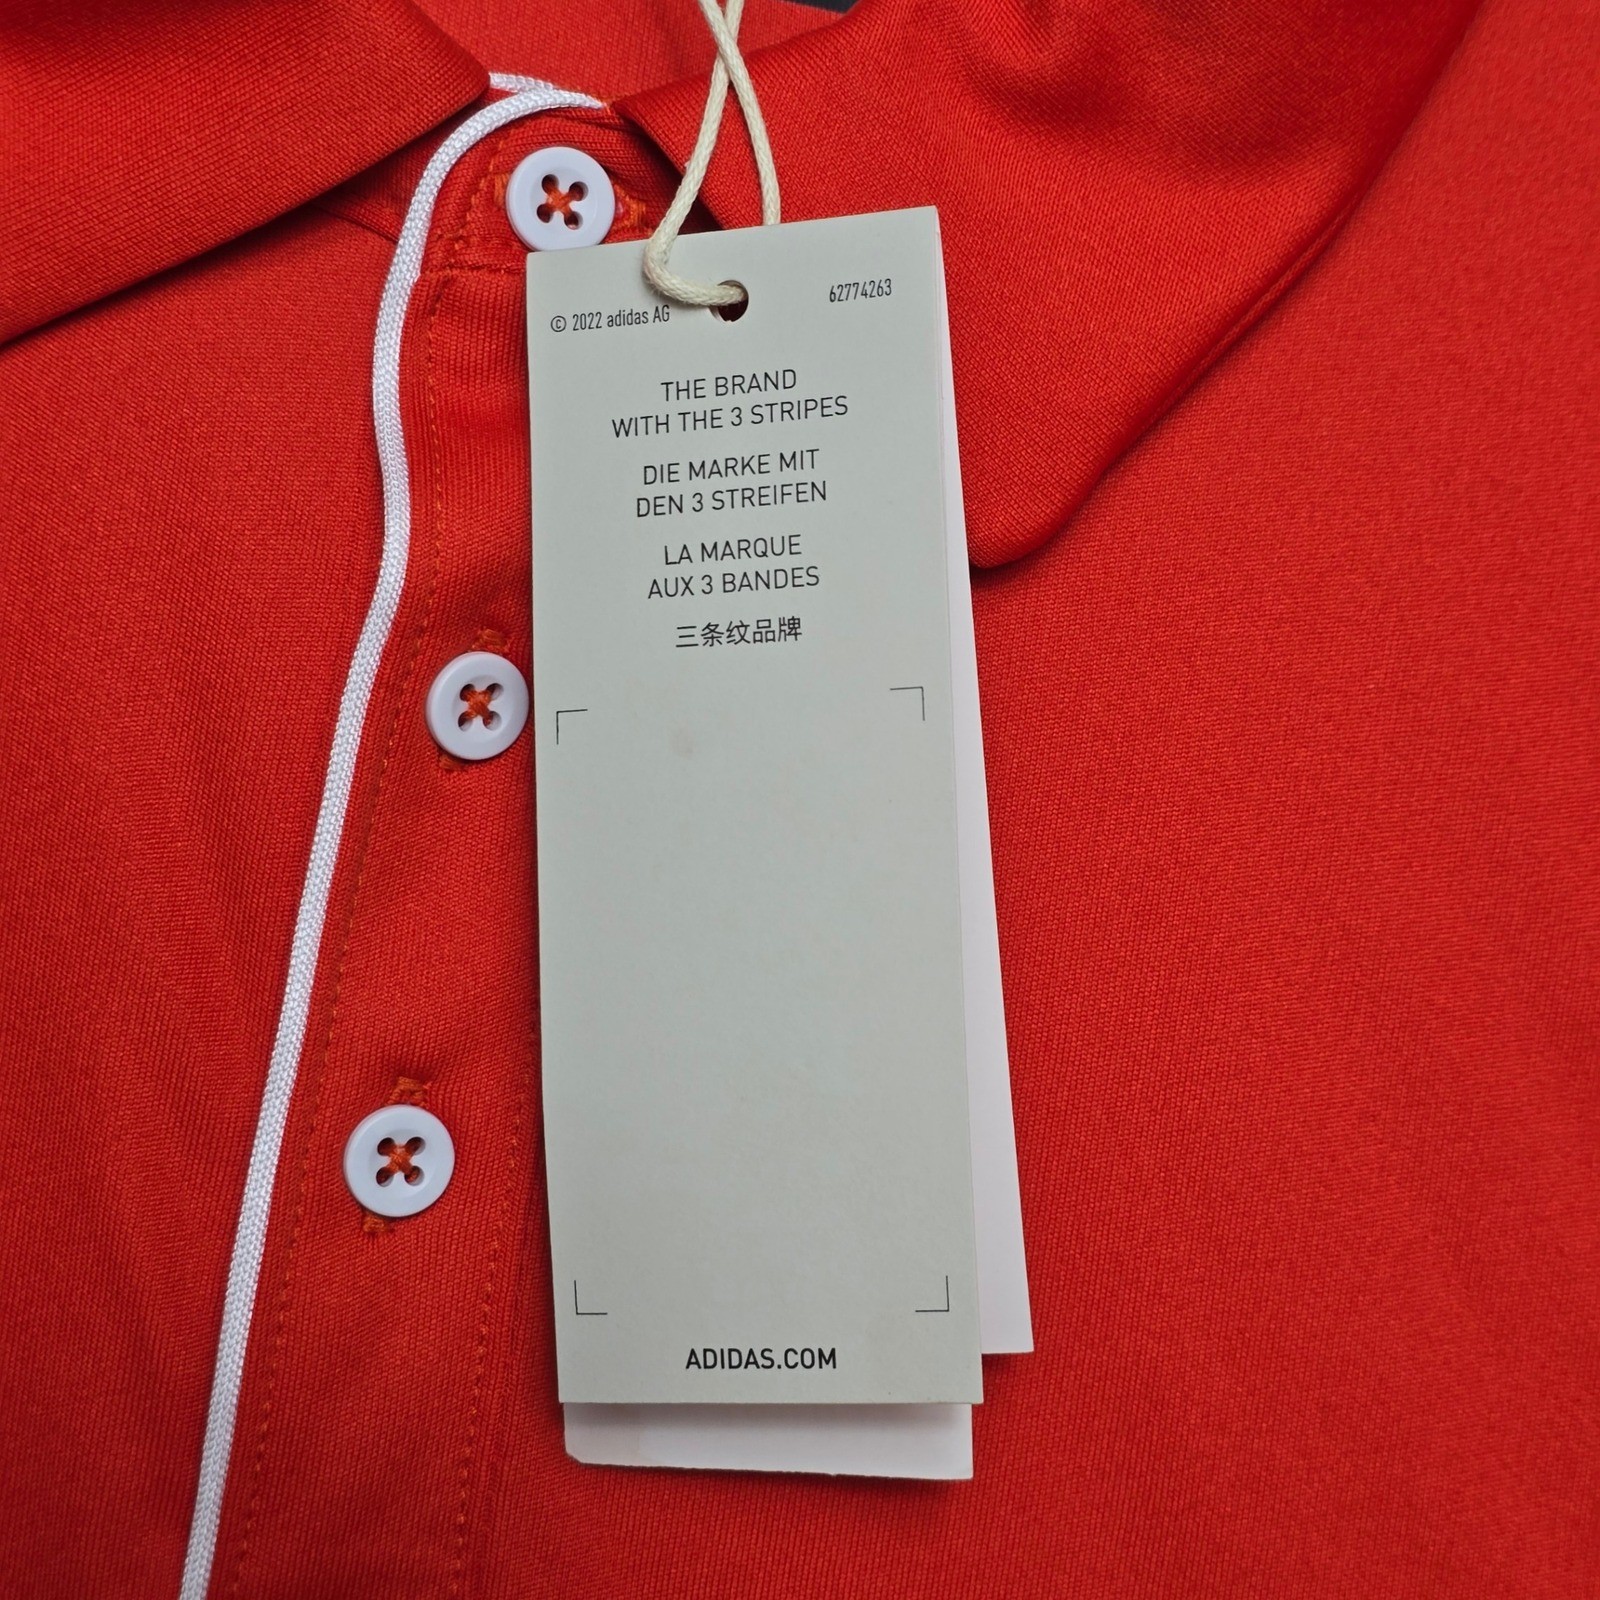 © 2022 adidas AG
62774263
THE BRAND
WITH THE 3 STRIPES
DIE MARKE MIT
DEN 3 STREIFEN
LA MARQUE
AUX 3 BANDES
三条纹品牌
ADIDAS.COM